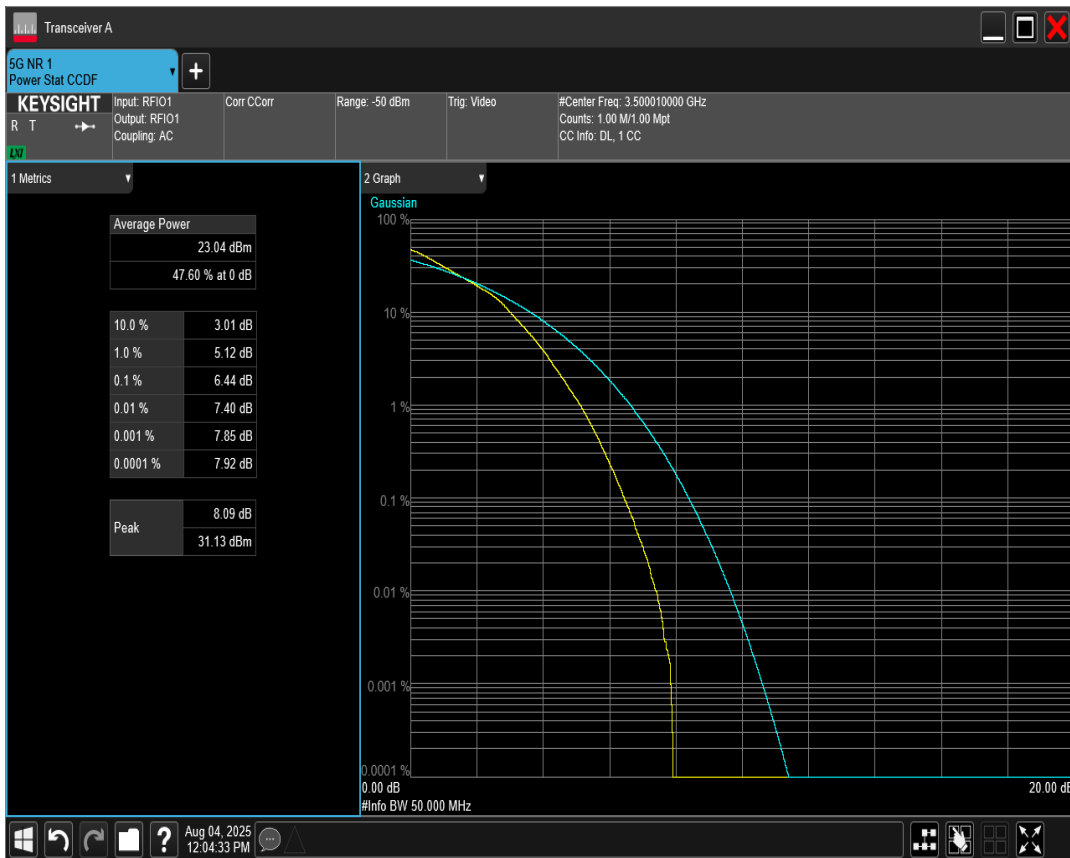 Transceiver A
5G NR 1
Power Stat CCDF
KEYSIGHT
R T
LXI
Input: RFIO1
Output: RFIO1
Coupling: AC
Corr CCorr
Range: -50 dBm
Trig: Video
#Center Freq: 3.500010000 GHz
Counts: 1.00 M/1.00 Mpt
CC Info: DL, 1 CC
1 Metrics
Average Power
23.04 dBm
47.60 % at 0 dB
10.0 % 3.01 dB
1.0 % 5.12 dB
0.1 % 6.44 dB
0.01 % 7.40 dB
0.001 % 7.85 dB
0.0001 % 7.92 dB
Peak
8.09 dB
31.13 dBm
2 Graph
Gaussian
100 %
10 %
1 %
0.1 %
0.01 %
0.001 %
0.0001 %
0.00 dB
20.00 dB
#Info BW 50.000 MHz
?
Aug 04, 2025
12:04:33 PM